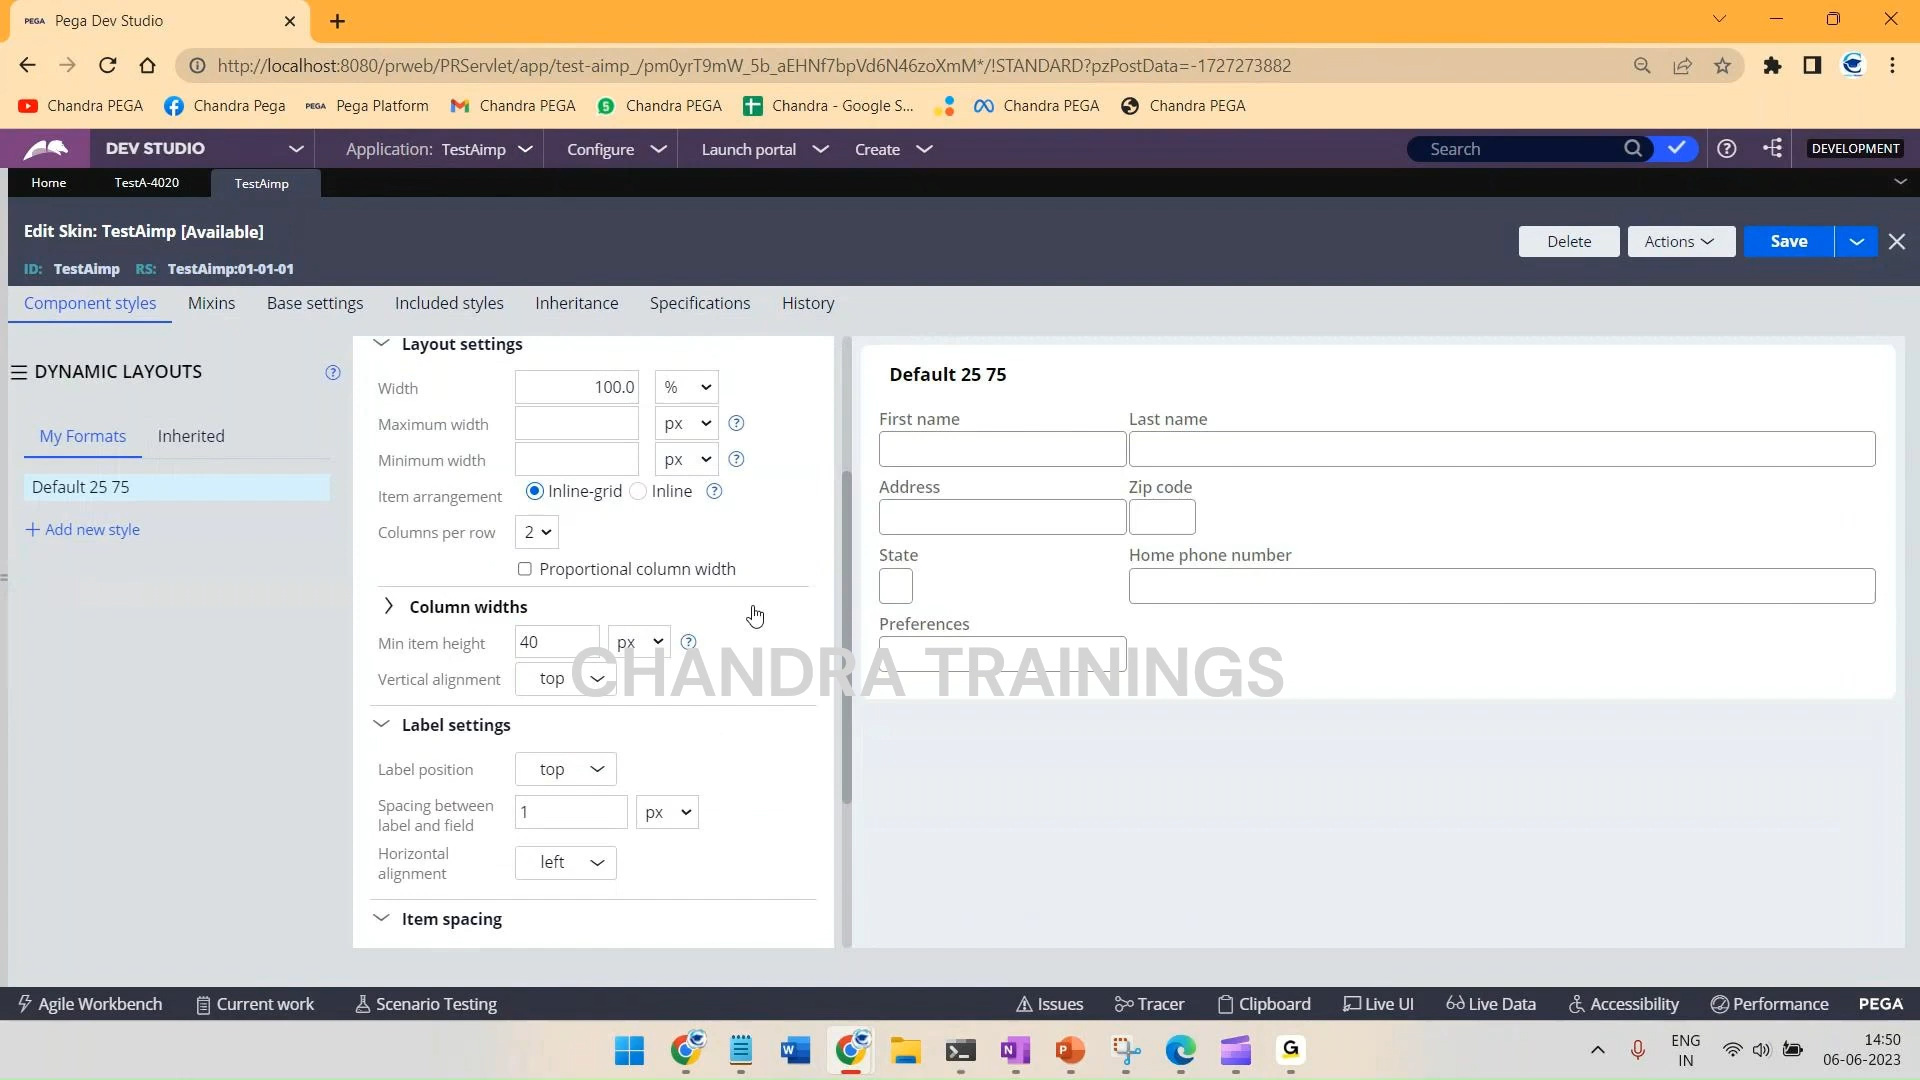 PEGA Pega Dev Studio
http://localhost:8080/prweb/PRServlet/app/test-aimp_/pm0yrT9mW_5b_aEHNf7bpVd6N46zoXmM*/!STANDARD?pzPostData=-1727273882
Chandra PEGA Chandra Pega PEGA Pega Platform Chandra PEGA Chandra PEGA Chandra - Google S... Chandra PEGA Chandra PEGA
DEV STUDIO Application: TestAimp Configure Launch portal Create Search DEVELOPMENT
Home TestA-4020 TestAimp
Edit Skin: TestAimp [Available]
Delete Actions Save
ID: TestAimp RS: TestAimp:01-01-01
Component styles Mixins Base settings Included styles Inheritance Specifications History
DYNAMIC LAYOUTS
My Formats Inherited
Default 25 75
+ Add new style
Layout settings
Width 100.0 %
Maximum width px
Minimum width px
Item arrangement Inline-grid Inline
Columns per row 2
Proportional column width
Column widths
Min item height 40 px
Vertical alignment top
Label settings
Label position top
Spacing between
label and field 1 px
Horizontal
alignment left
Item spacing
Default 25 75
First name Last name
Address Zip code
State Home phone number
Preferences
CHANDRA TRAININGS
Agile Workbench Current work Scenario Testing Issues Tracer Clipboard Live UI Live Data Accessibility Performance PEGA
ENG
IN
14:50
06-06-2023